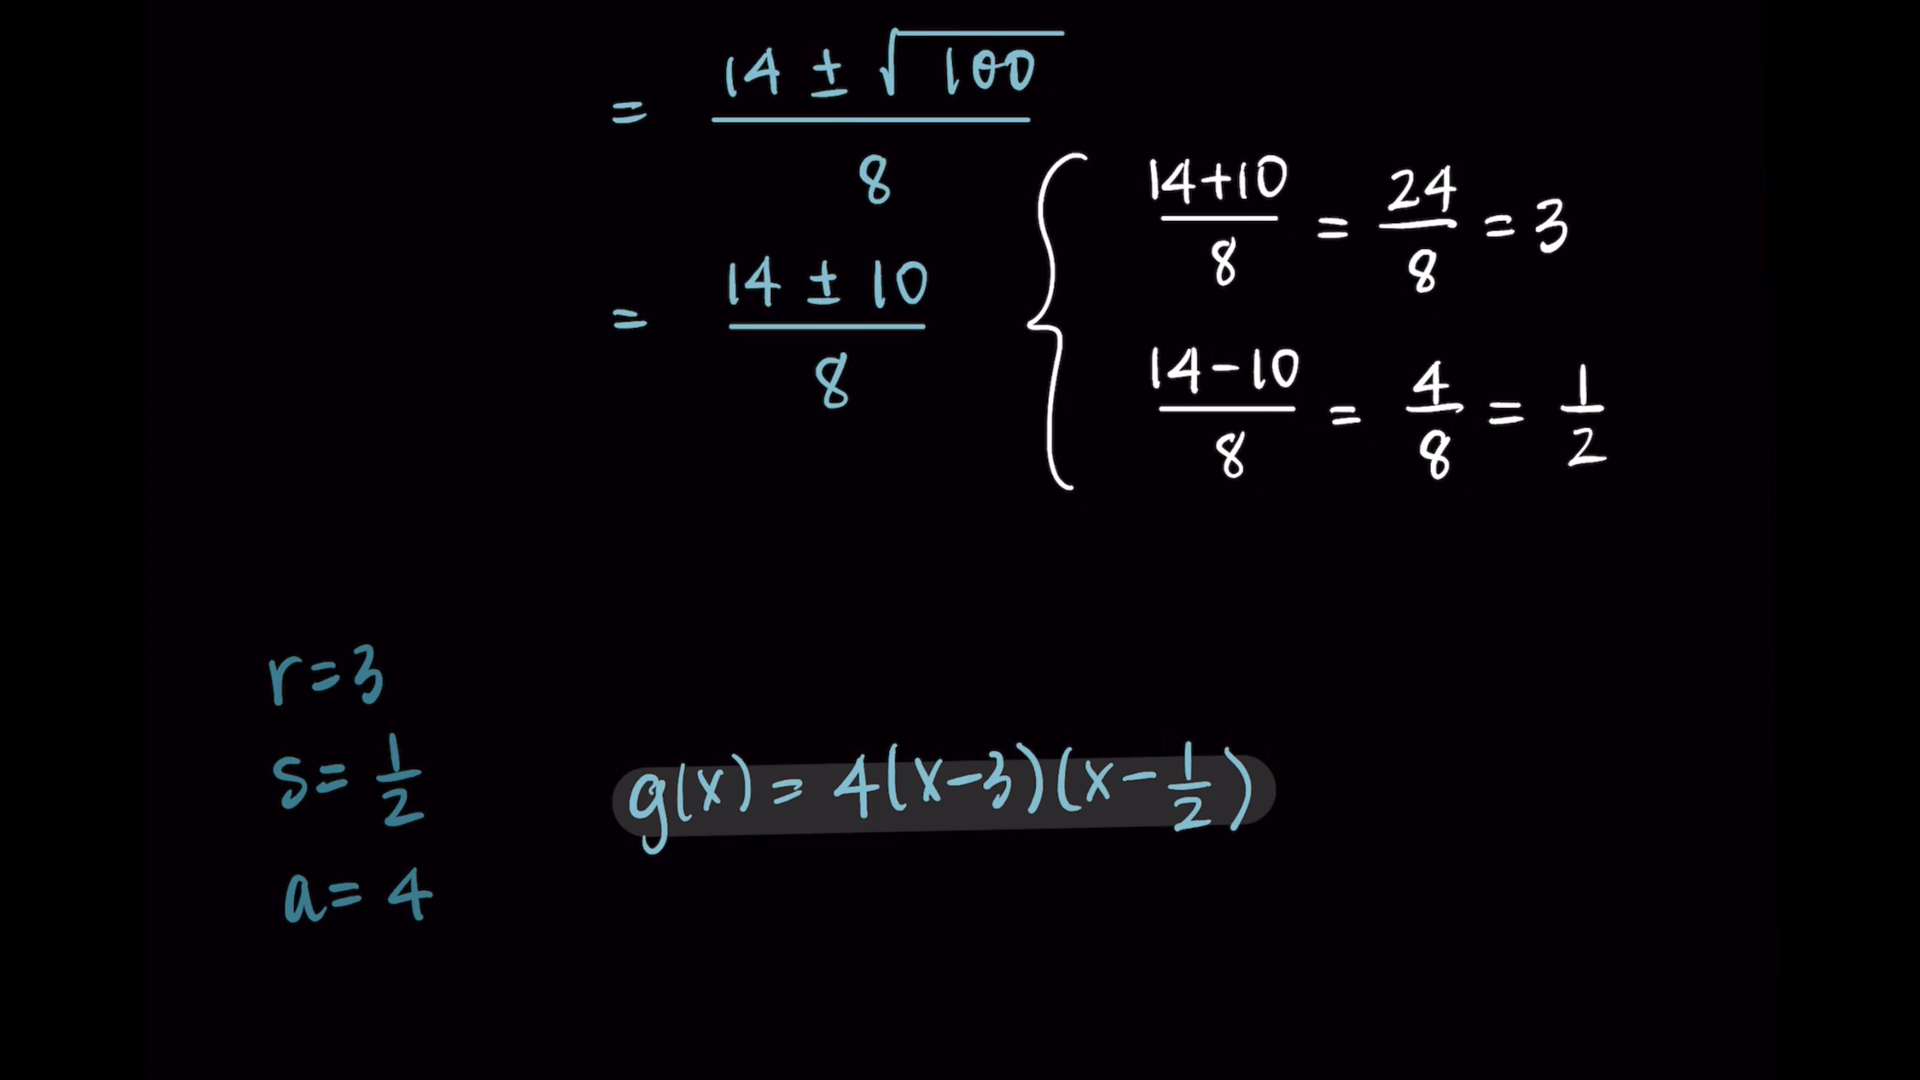 = (14 ± √100)/8
= (14 ± 10)/8
(14+10)/8 = 24/8 = 3
(14-10)/8 = 4/8 = 1/2
r=3
s= 1/2
a= 4
g(x) = 4(x-3)(x-1/2)